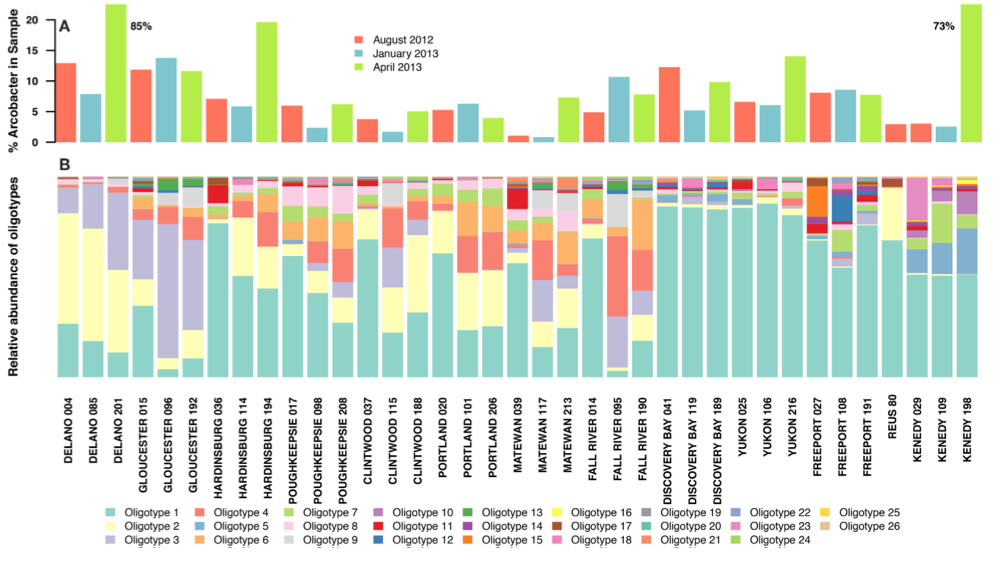 A
85%
73%
% Arcobacter in Sample
20
15
10
5
0
August 2012
January 2013
April 2013
B
Relative abundance of oligotypes
DELANO 004
DELANO 085
DELANO 201
GLOUCESTER 015
GLOUCESTER 096
GLOUCESTER 192
HARDINSBURG 036
HARDINSBURG 114
HARDINSBURG 194
POUGHKEEPSIE 017
POUGHKEEPSIE 098
POUGHKEEPSIE 208
CLINTWOOD 037
CLINTWOOD 115
CLINTWOOD 188
PORTLAND 020
PORTLAND 101
PORTLAND 206
MATEWAN 039
MATEWAN 117
MATEWAN 213
FALL RIVER 014
FALL RIVER 095
FALL RIVER 190
DISCOVERY BAY 041
DISCOVERY BAY 119
DISCOVERY BAY 189
YUKON 025
YUKON 106
YUKON 216
FREEPORT 027
FREEPORT 108
FREEPORT 191
REUS 80
KENEDY 029
KENEDY 109
KENEDY 198
Oligotype 1 Oligotype 4 Oligotype 7 Oligotype 10 Oligotype 13 Oligotype 16 Oligotype 19 Oligotype 22 Oligotype 25
Oligotype 2 Oligotype 5 Oligotype 8 Oligotype 11 Oligotype 14 Oligotype 17 Oligotype 20 Oligotype 23 Oligotype 26
Oligotype 3 Oligotype 6 Oligotype 9 Oligotype 12 Oligotype 15 Oligotype 18 Oligotype 21 Oligotype 24